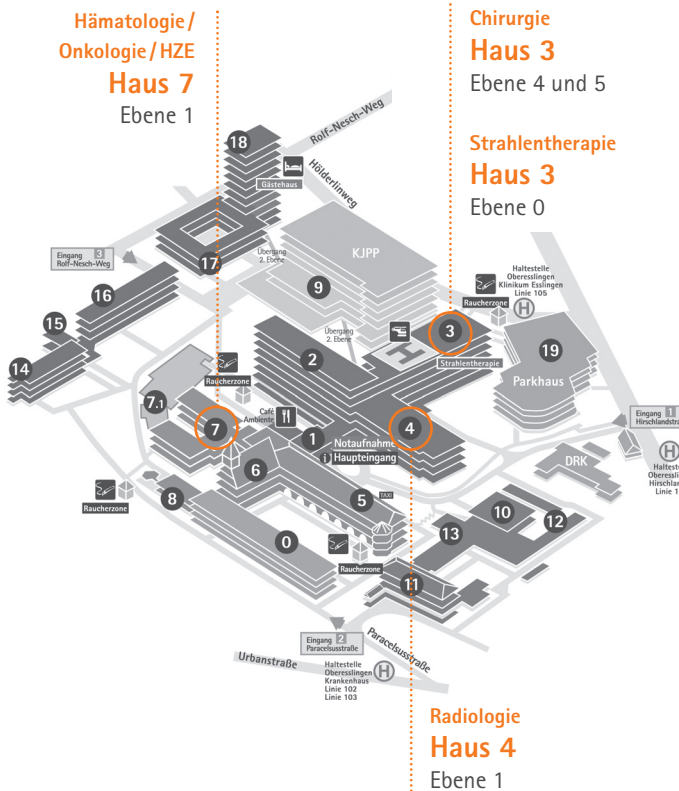 Hämatologie /
Onkologie / HZE
Haus 7
Ebene 1
Chirurgie
Haus 3
Ebene 4 und 5
Strahlentherapie
Haus 3
Ebene 0
18
Rolf-Nesch-Weg
Gästehaus
Hölderlinweg
Eingang 3
Rolf-Nesch-Weg
17
Übergang
2. Ebene
KJPP
9
16
15
14
Übergang
2. Ebene
Haltestelle
Oberesslingen
Klinikum Esslingen
Linie 105
H
Raucherzone
3
H
Strahlentherapie
19
Parkhaus
2
Raucherzone
7.1
7
Café
Ambiente
1
Notaufnahme
4
i Haupteingang
Eingang 1
DRK
H
6
5
TAXI
8
Raucherzone
0
Raucherzone
13
10
12
11
Eingang 2
Paracelsusstraße
Paracelsusstraße
Urbanstraße
Haltestelle
Oberesslingen
Krankenhaus
Linie 102
Linie 103
H
Radiologie
Haus 4
Ebene 1